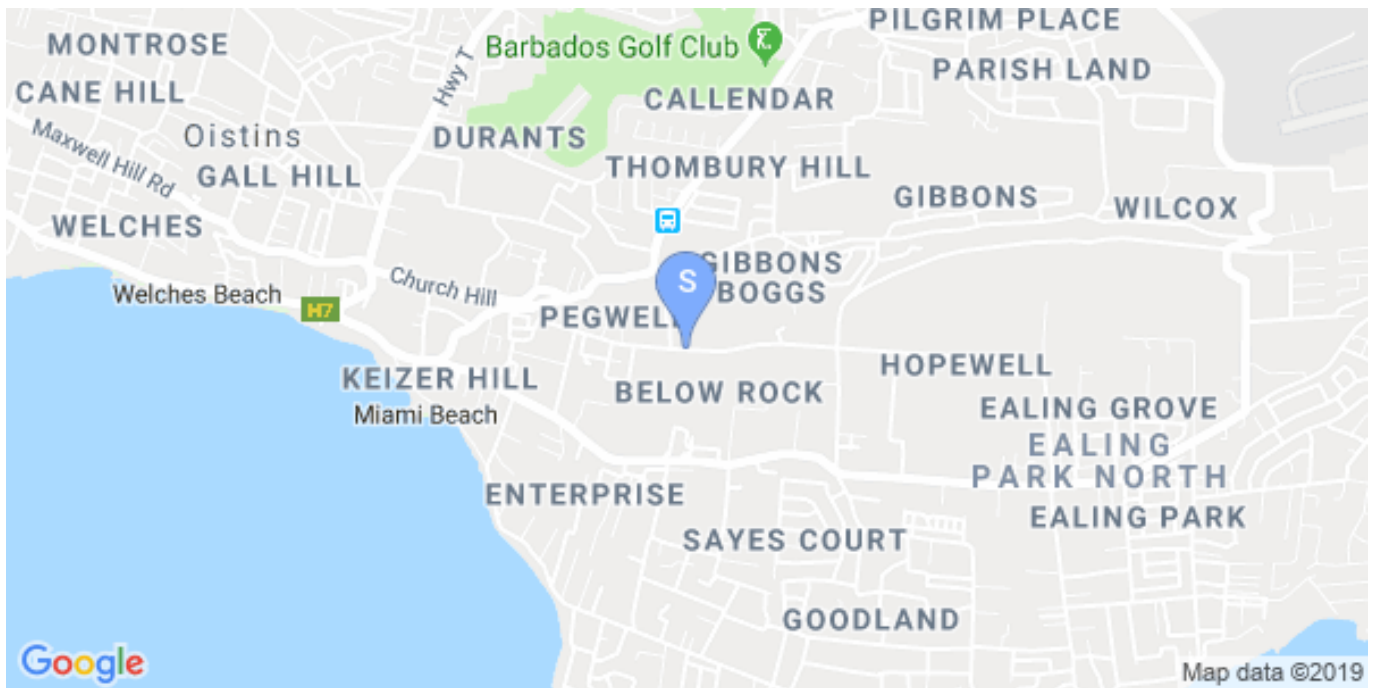 PILGRIM PLACE
MONTROSE
Barbados Golf Club
Hwy T
PARISH LAND
CANE HILL
CALLENDAR
Oistins
DURANTS
Maxwell Hill Rd
THOMBURY HILL
GALL HILL
GIBBONS
WILCOX
WELCHES
S
GIBBONS
BOGGS
Church Hill
Welches Beach
H7
PEGWELL
HOPEWELL
KEIZER HILL
BELOW ROCK
Miami Beach
EALING GROVE
EALING
PARK NORTH
ENTERPRISE
EALING PARK
SAYES COURT
GOODLAND
Google
Map data ©2019